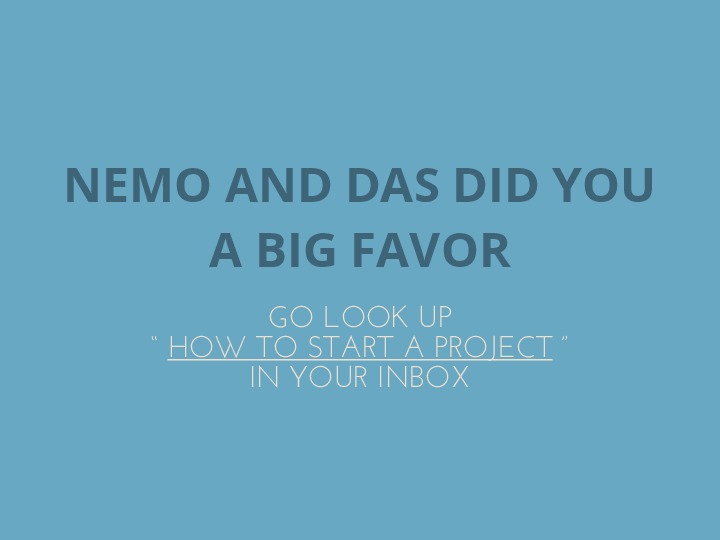 NEMO AND DAS DID YOU
A BIG FAVOR
GO LOOK UP
“ HOW TO START A PROJECT ”
IN YOUR INBOX